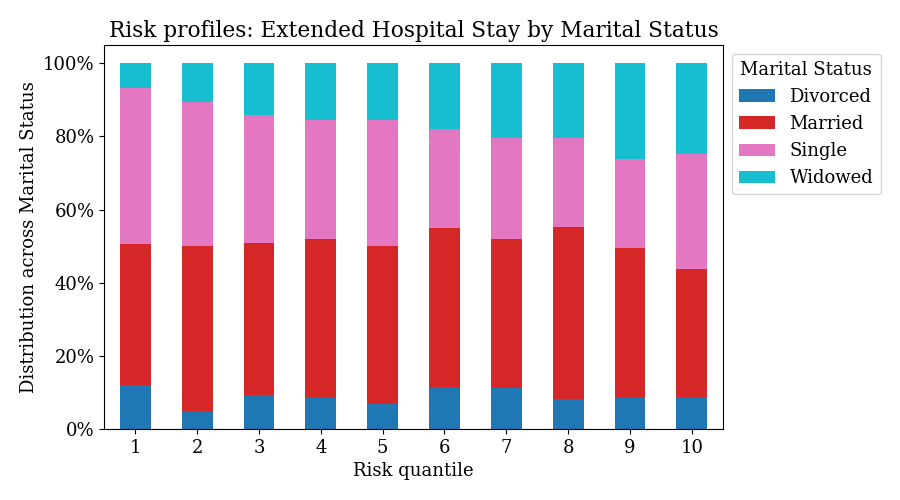 Risk profiles: Extended Hospital Stay by Marital Status
Distribution across Marital Status
100%
80%
60%
40%
20%
0%
1 2 3 4 5 6 7 8 9 10
Risk quantile
Marital Status
Divorced
Married
Single
Widowed